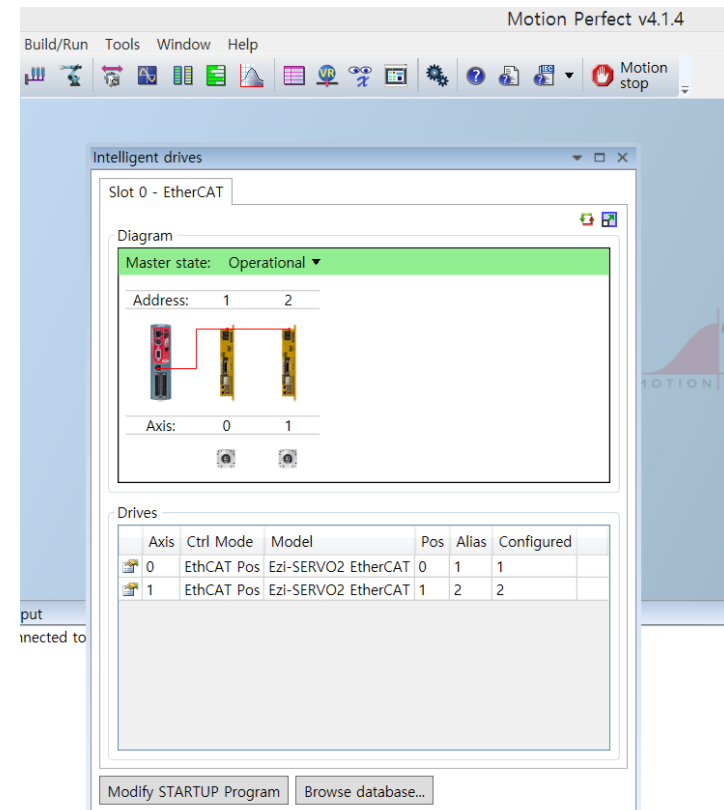 Motion Perfect v4.1.4
Build/Run Tools Window Help
Motion stop
Intelligent drives
Slot 0 - EtherCAT
Diagram
Master state: Operational
Address: 1 2
Axis: 0 1
Drives
Axis Ctrl Mode Model Pos Alias Configured
0 EthCAT Pos Ezi-SERVO2 EtherCAT 0 1 1
1 EthCAT Pos Ezi-SERVO2 EtherCAT 1 2 2
put
nnected to
MOTION
Modify STARTUP Program Browse database...